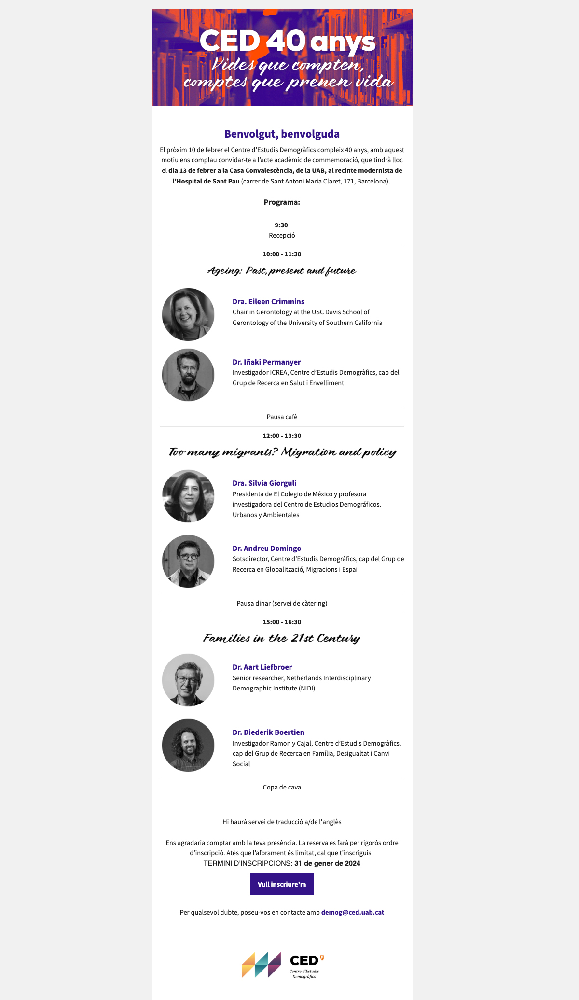 CED 40 anys
Vides que compten,
comptes que prenen vida
Benvolgut, benvolguda
El pròxim 10 de febrer el Centre d’Estudis Demogràfics compleix 40 anys, amb aquest
motiu ens complau convidar-te a l’acte acadèmic de commemoració, que tindrà lloc
el dia 13 de febrer a la Casa Convalescència, de la UAB, al recinte modernista de
l’Hospital de Sant Pau (carrer de Sant Antoni Maria Claret, 171, Barcelona).
Programa:
9:30
Recepció
10:00 - 11:30
Ageing: Past, present and future
Dra. Eileen Crimmins
Chair in Gerontology at the USC Davis School of
Gerontology of the University of Southern California
Dr. Iñaki Permanyer
Investigador ICREA, Centre d’Estudis Demogràfics, cap del
Grup de Recerca en Salut i Envelliment
Pausa cafè
12:00 - 13:30
Too many migrants? Migration and policy
Dra. Silvia Giorguli
Presidenta de El Colegio de México y profesora
investigadora del Centro de Estudios Demográficos,
Urbanos y Ambientales
Dr. Andreu Domingo
Sotsdirector, Centre d’Estudis Demogràfics, cap del Grup de
Recerca en Globalització, Migracions i Espai
Pausa dinar (servei de càtering)
15:00 - 16:30
Families in the 21st Century
Dr. Aart Liefbroer
Senior researcher, Netherlands Interdisciplinary
Demographic Institute (NIDI)
Dr. Diederik Boertien
Investigador Ramon y Cajal, Centre d’Estudis Demogràfics,
cap del Grup de Recerca en Família, Desigualtat i Canvi
Social
Copa de cava
Hi haurà servei de traducció a/de l'anglès
Ens agradaria comptar amb la teva presència. La reserva es farà per rigorós ordre
d’inscripció. Atès que l’aforament és limitat, cal que t’inscriguis.
TERMINI D'INSCRIPCIONS: 31 de gener de 2024
Vull inscriure'm
Per qualsevol dubte, poseu-vos en contacte amb demog@ced.uab.cat
CED
Centre d'Estudis
Demogràfics